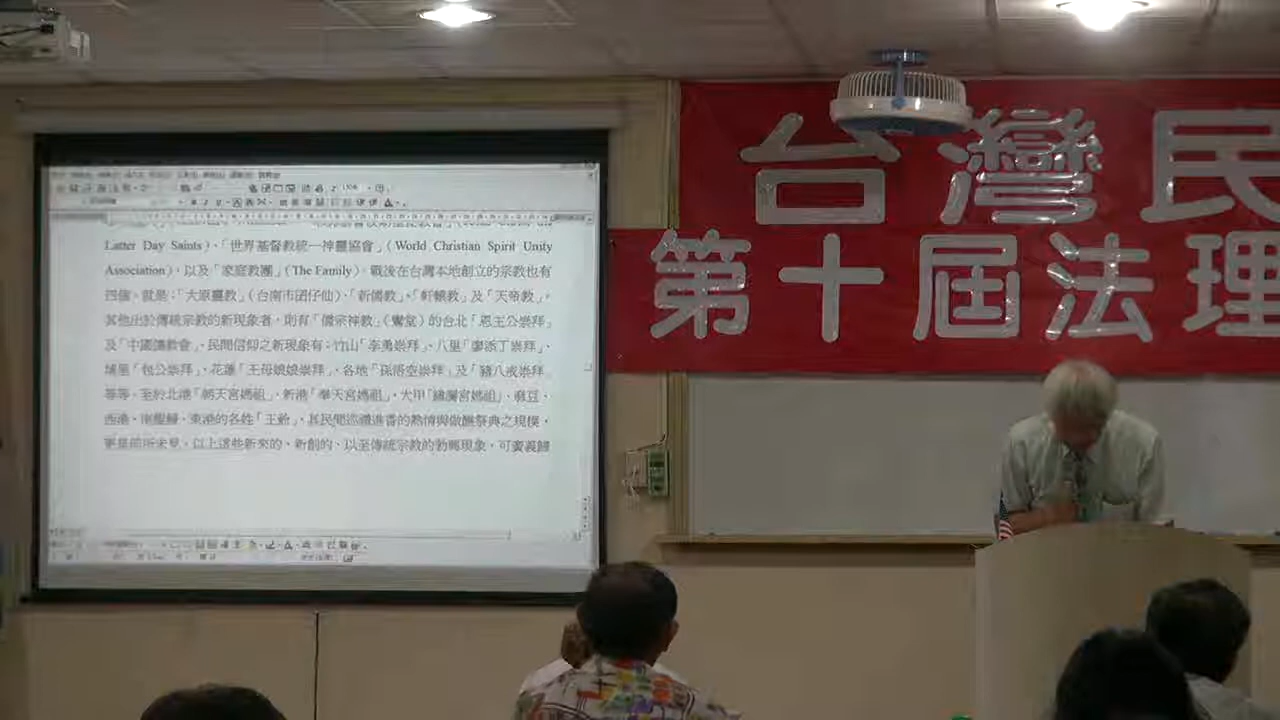 Latter Day Saints)、「世界基督教統一神靈協會」(World Christian Spirit Unity
Association)，以及「家庭教團」(The Family)。戰後在台灣本地創立的宗教也有
四個，就是：「大原靈教」(台南市囝仔仙)、「新儒教」、「軒轅教」及「天帝教」。
其他出於傳統宗教的新現象者，則有「儒宗神教」(鸞堂)的台北「恩主公崇拜」
及「中國儒教會」。民間信仰之新現象有：竹山「李勇崇拜」、八里「廖添丁崇拜」、
埔里「包公崇拜」、花蓮「王母娘娘崇拜」、各地「孫悟空崇拜」及「豬八戒崇拜」
等等。至於北港「朝天宮媽祖」、新港「奉天宮媽祖」、大甲「鎮瀾宮媽祖」、麻豆、
西港、南鯤鯓、東港的各姓「王爺」，其民間巡禮進香的熱情與做醮祭典之規模，
更是前所未見。以上這些新來的、新創的、以至傳統宗教的勃興現象，可廣義歸
台灣民
第十屆法理